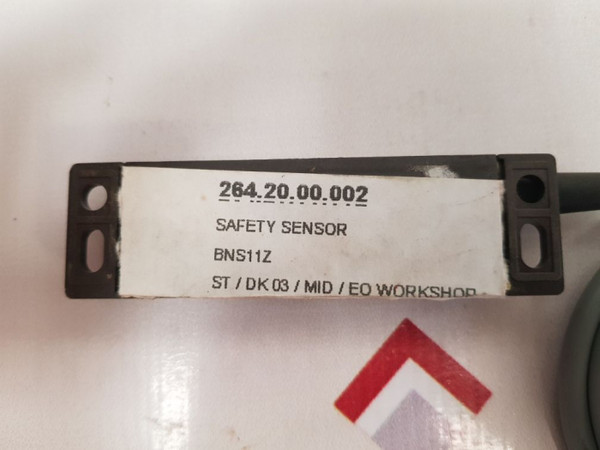 264.20.00.002
SAFETY SENSOR
BNS11Z
ST / DK 03 / MID / EO WORKSHOP